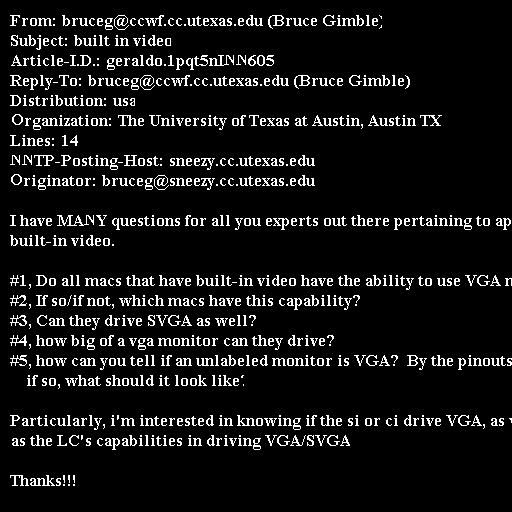 From: bruceg@ccwf.cc.utexas.edu (Bruce Gimble)
Subject: built in video
Article-I.D.: geraldo.1pqt5nINN605
Reply-To: bruceg@ccwf.cc.utexas.edu (Bruce Gimble)
Distribution: usa
Organization: The University of Texas at Austin, Austin TX
Lines: 14
NNTP-Posting-Host: sneezy.cc.utexas.edu
Originator: bruceg@sneezy.cc.utexas.edu

I have MANY questions for all you experts out there pertaining to ap
built-in video.

#1, Do all macs that have built-in video have the ability to use VGA
#2, If so/if not, which macs have this capability?
#3, Can they drive SVGA as well?
#4, how big of a vga monitor can they drive?
#5, how can you tell if an unlabeled monitor is VGA?  By the pinouts
if so, what should it look like?

Particularly, i'm interested in knowing if the si or ci drive VGA, as
as the LC's capabilities in driving VGA/SVGA

Thanks!!!